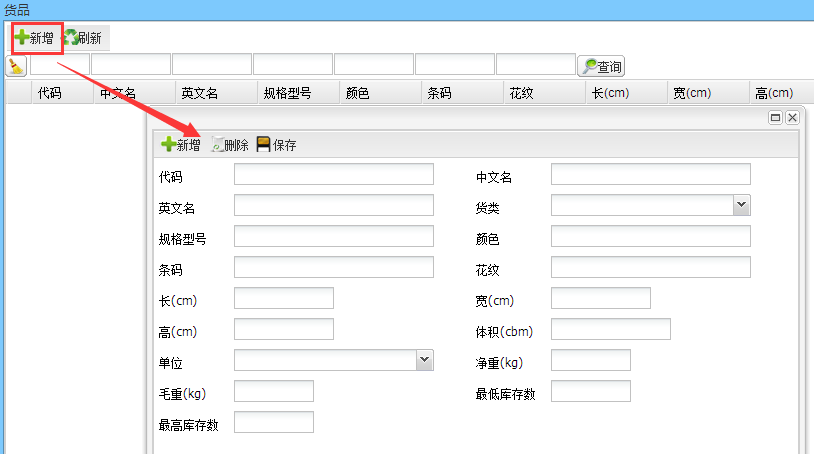 货品
新增 刷新
查询
代码 中文名 英文名 规格型号 颜色 条码 花纹 长(cm) 宽(cm) 高(cm)
新增 删除 保存
代码 中文名
英文名 货类
规格型号 颜色
条码 花纹
长(cm) 宽(cm)
高(cm) 体积(cbm)
单位 净重(kg)
毛重(kg) 最低库存数
最高库存数